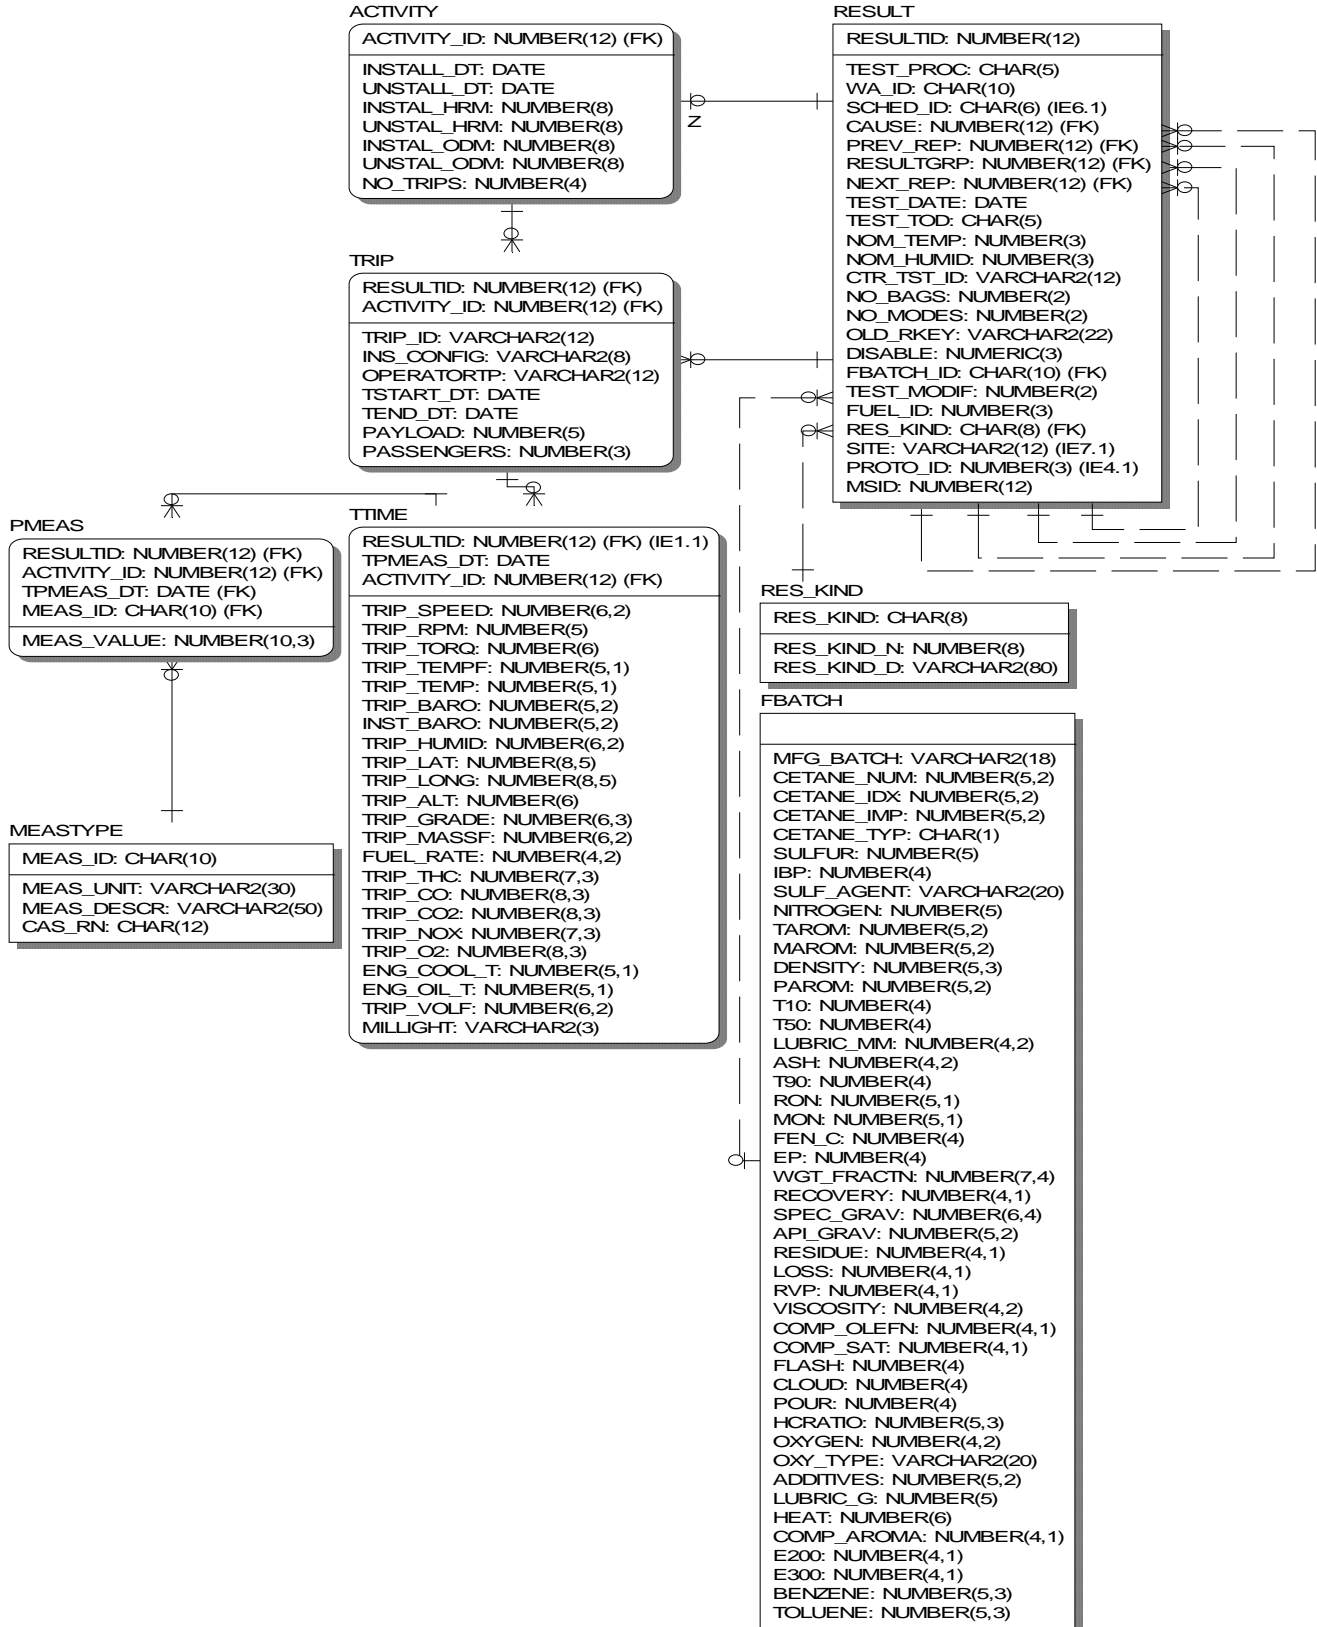 ACTIVITY
ACTIVITY_ID: NUMBER(12) (FK)
INSTALL_DT: DATE
UNSTALL_DT: DATE
INSTAL_HRM: NUMBER(8)
UNSTAL_HRM: NUMBER(8)
INSTAL_ODM: NUMBER(8)
UNSTAL_ODM: NUMBER(8)
NO_TRIPS: NUMBER(4)
Z
RESULT
RESULTID: NUMBER(12)
TEST_PROC: CHAR(5)
WA_ID: CHAR(10)
SCHED_ID: CHAR(6) (IE6.1)
CAUSE: NUMBER(12) (FK)
PREV_REP: NUMBER(12) (FK)
RESULTGRP: NUMBER(12) (FK)
NEXT_REP: NUMBER(12) (FK)
TEST_DATE: DATE
TEST_TOD: CHAR(5)
NOM_TEMP: NUMBER(3)
NOM_HUMID: NUMBER(3)
CTR_TST_ID: VARCHAR2(12)
NO_BAGS: NUMBER(2)
NO_MODES: NUMBER(2)
OLD_RKEY: VARCHAR2(22)
DISABLE: NUMERIC(3)
FBATCH_ID: CHAR(10) (FK)
TEST_MODIF: NUMBER(2)
FUEL_ID: NUMBER(3)
RES_KIND: CHAR(8) (FK)
SITE: VARCHAR2(12) (IE7.1)
PROTO_ID: NUMBER(3) (IE4.1)
MSID: NUMBER(12)
TRIP
RESULTID: NUMBER(12) (FK)
ACTIVITY_ID: NUMBER(12) (FK)
TRIP_ID: VARCHAR2(12)
INS_CONFIG: VARCHAR2(8)
OPERATORTP: VARCHAR2(12)
TSTART_DT: DATE
TEND_DT: DATE
PAYLOAD: NUMBER(5)
PASSENGERS: NUMBER(3)
PMEAS
RESULTID: NUMBER(12) (FK)
ACTIVITY_ID: NUMBER(12) (FK)
TPMEAS_DT: DATE (FK)
MEAS_ID: CHAR(10) (FK)
MEAS_VALUE: NUMBER(10,3)
TTIME
RESULTID: NUMBER(12) (FK) (IE1.1)
TPMEAS_DT: DATE
ACTIVITY_ID: NUMBER(12) (FK)
TRIP_SPEED: NUMBER(6,2)
TRIP_RPM: NUMBER(5)
TRIP_TORQ: NUMBER(6)
TRIP_TEMPF: NUMBER(5,1)
TRIP_TEMP: NUMBER(5,1)
TRIP_BARO: NUMBER(5,2)
INST_BARO: NUMBER(5,2)
TRIP_HUMID: NUMBER(6,2)
TRIP_LAT: NUMBER(8,5)
TRIP_LONG: NUMBER(8,5)
TRIP_ALT: NUMBER(6)
TRIP_GRADE: NUMBER(6,3)
TRIP_MASSF: NUMBER(6,2)
FUEL_RATE: NUMBER(4,2)
TRIP_THC: NUMBER(7,3)
TRIP_CO: NUMBER(8,3)
TRIP_CO2: NUMBER(8,3)
TRIP_NOX: NUMBER(7,3)
TRIP_O2: NUMBER(8,3)
ENG_COOL_T: NUMBER(5,1)
ENG_OIL_T: NUMBER(5,1)
TRIP_VOLF: NUMBER(6,2)
MILLIGHT: VARCHAR2(3)
MEASTYPE
MEAS_ID: CHAR(10)
MEAS_UNIT: VARCHAR2(30)
MEAS_DESCR: VARCHAR2(50)
CAS_RN: CHAR(12)
RES_KIND
RES_KIND: CHAR(8)
RES_KIND_N: NUMBER(8)
RES_KIND_D: VARCHAR2(80)
FBATCH
MFG_BATCH: VARCHAR2(18)
CETANE_NUM: NUMBER(5,2)
CETANE_IDX: NUMBER(5,2)
CETANE_IMP: NUMBER(5,2)
CETANE_TYP: CHAR(1)
SULFUR: NUMBER(5)
IBP: NUMBER(4)
SULF_AGENT: VARCHAR2(20)
NITROGEN: NUMBER(5)
TAROM: NUMBER(5,2)
MAROM: NUMBER(5,2)
DENSITY: NUMBER(5,3)
PAROM: NUMBER(5,2)
T10: NUMBER(4)
T50: NUMBER(4)
LUBRIC_MM: NUMBER(4,2)
ASH: NUMBER(4,2)
T90: NUMBER(4)
RON: NUMBER(5,1)
MON: NUMBER(5,1)
FEN_C: NUMBER(4)
EP: NUMBER(4)
WGT_FRACTN: NUMBER(7,4)
RECOVERY: NUMBER(4,1)
SPEC_GRAV: NUMBER(6,4)
API_GRAV: NUMBER(5,2)
RESIDUE: NUMBER(4,1)
LOSS: NUMBER(4,1)
RVP: NUMBER(4,1)
VISCOSITY: NUMBER(4,2)
COMP_OLEFN: NUMBER(4,1)
COMP_SAT: NUMBER(4,1)
FLASH: NUMBER(4)
CLOUD: NUMBER(4)
POUR: NUMBER(4)
HCRATIO: NUMBER(5,3)
OXYGEN: NUMBER(4,2)
OXY_TYPE: VARCHAR2(20)
ADDITIVES: NUMBER(5,2)
LUBRIC_G: NUMBER(5)
HEAT: NUMBER(6)
COMP_AROMA: NUMBER(4,1)
E200: NUMBER(4,1)
E300: NUMBER(4,1)
BENZENE: NUMBER(5,3)
TOLUENE: NUMBER(5,3)